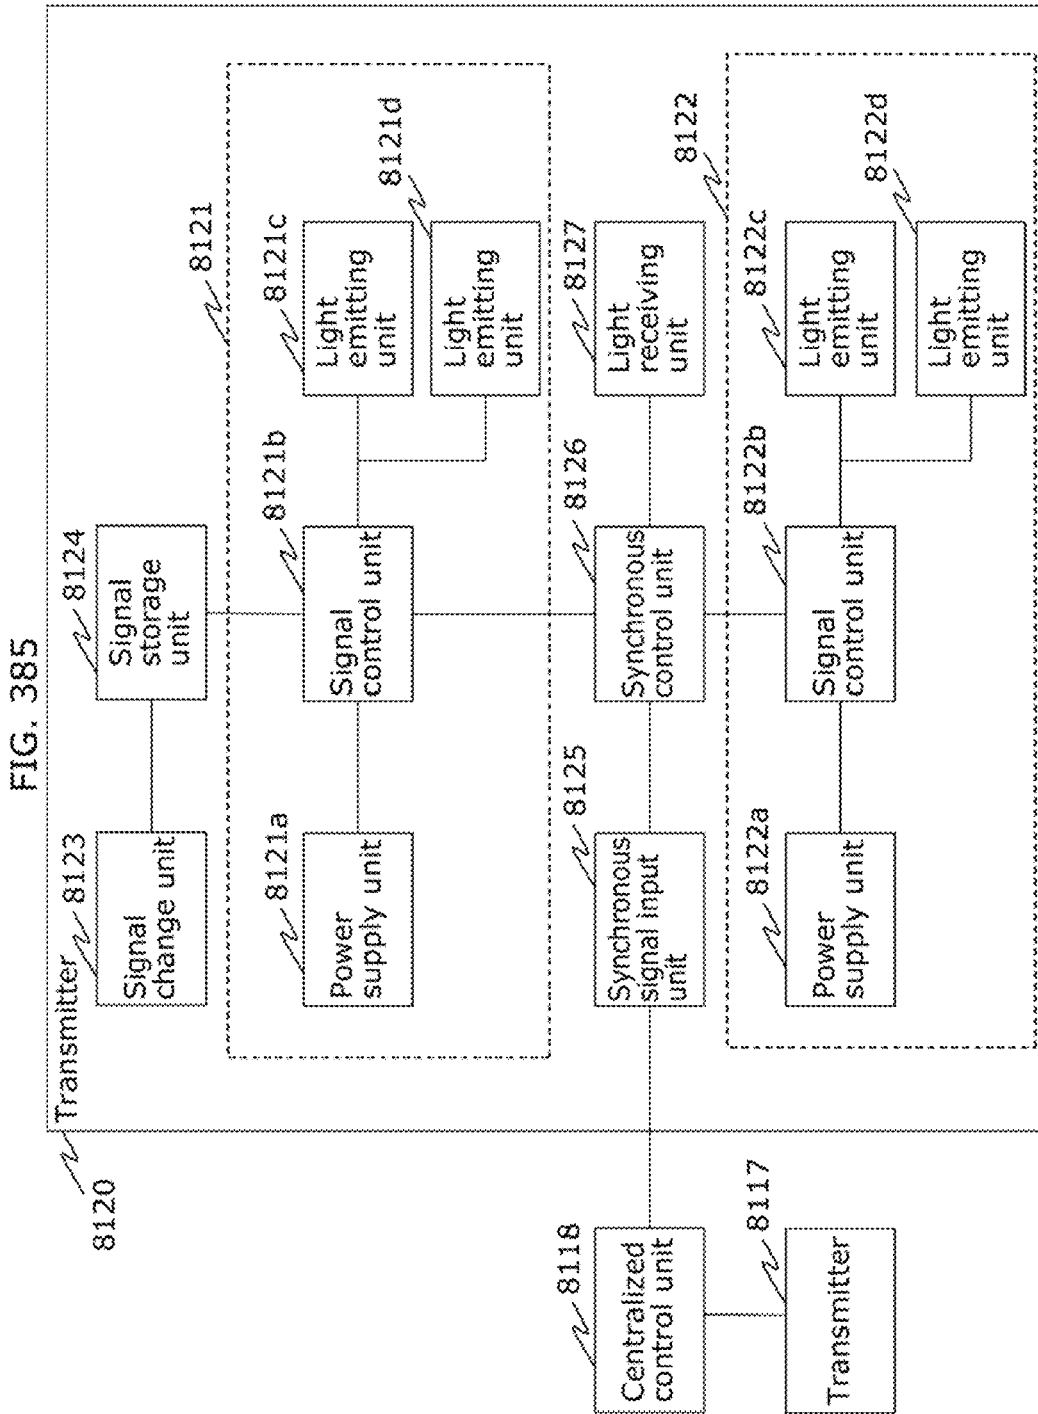 FIG. 385
8120
Transmitter
8123
Signal
change unit
8124
Signal
storage
unit
8121
8121a
Power
supply unit
8121b
Signal
control unit
8121c
Light
emitting
unit
8121d
Light
emitting
unit
8118
Centralized
control unit
8125
Synchronous
signal input
unit
8126
Synchronous
control unit
8127
Light
receiving
unit
8117
Transmitter
8122
8122a
Power
supply unit
8122b
Signal
control unit
8122c
Light
emitting
unit
8122d
Light
emitting
unit